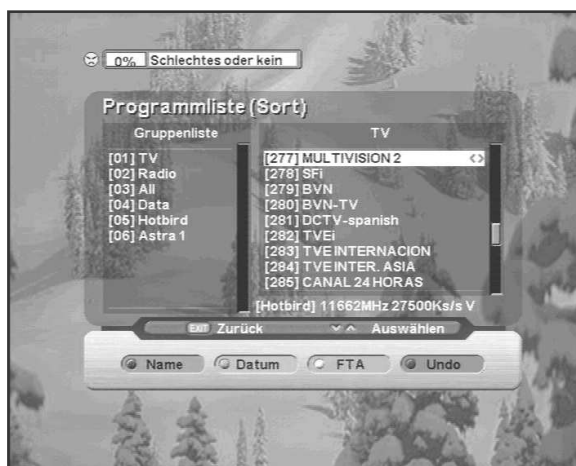 0% Schlechtes oder kein
Programmliste (Sort)
Gruppenliste
[01] TV
[02] Radio
[03] All
[04] Data
[05] Hotbird
[06] Astra 1
TV
[277] MULTIVISION 2
[278] SFi
[279] BVN
[280] BVN-TV
[281] DCTV-spanish
[282] TVEi
[283] TVE INTERNACION
[284] TVE INTER. ASIA
[285] CANAL 24 HORAS
[Hotbird] 11662MHz 27500Ks/s V
EXIT Zurück
Auswählen
Name
Datum
FTA
Undo